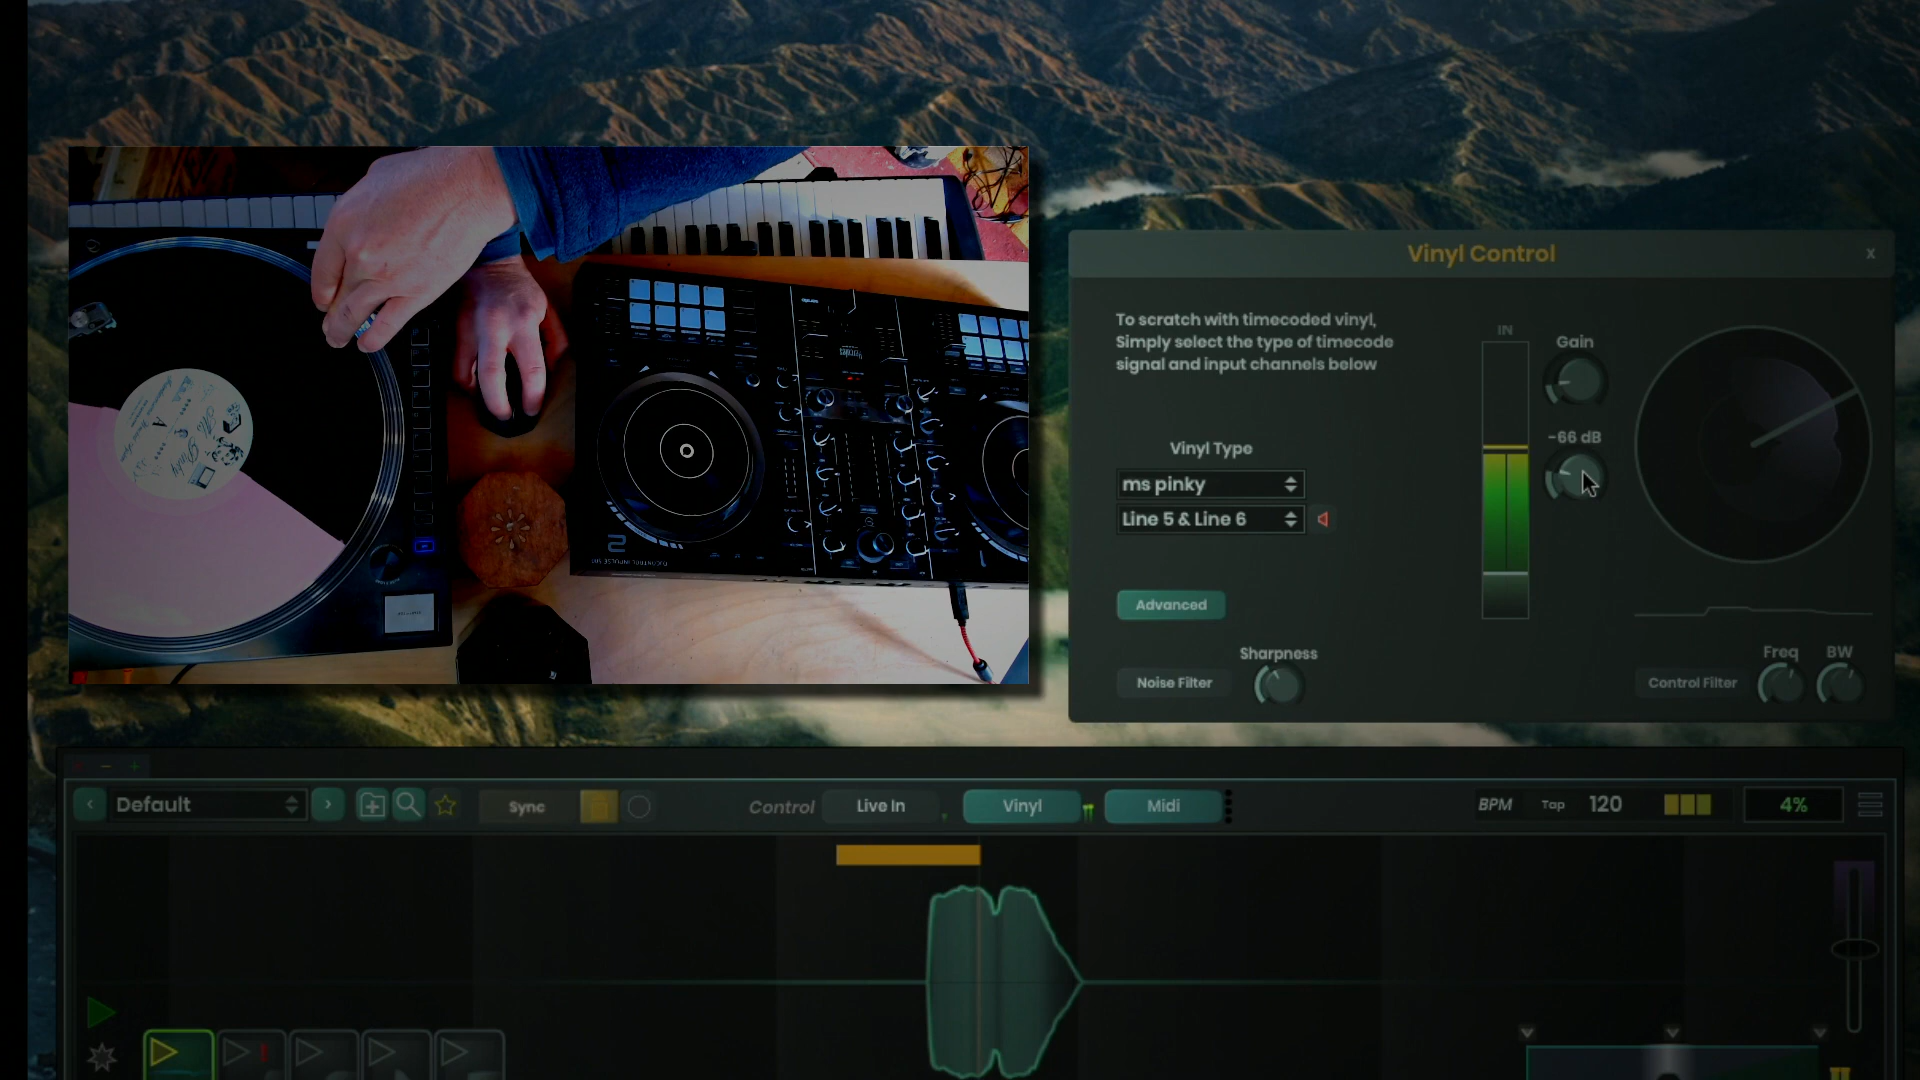 Vinyl Control
x
To scratch with timecoded vinyl,
Simply select the type of timecode
signal and input channels below
IN
Gain
-66 dB
Vinyl Type
ms pinky
Line 5 & Line 6
Advanced
Sharpness
Noise Filter
Freq
BW
Control Filter
Default
Sync
Control
Live In
Vinyl
Midi
BPM
Tap
120
4%